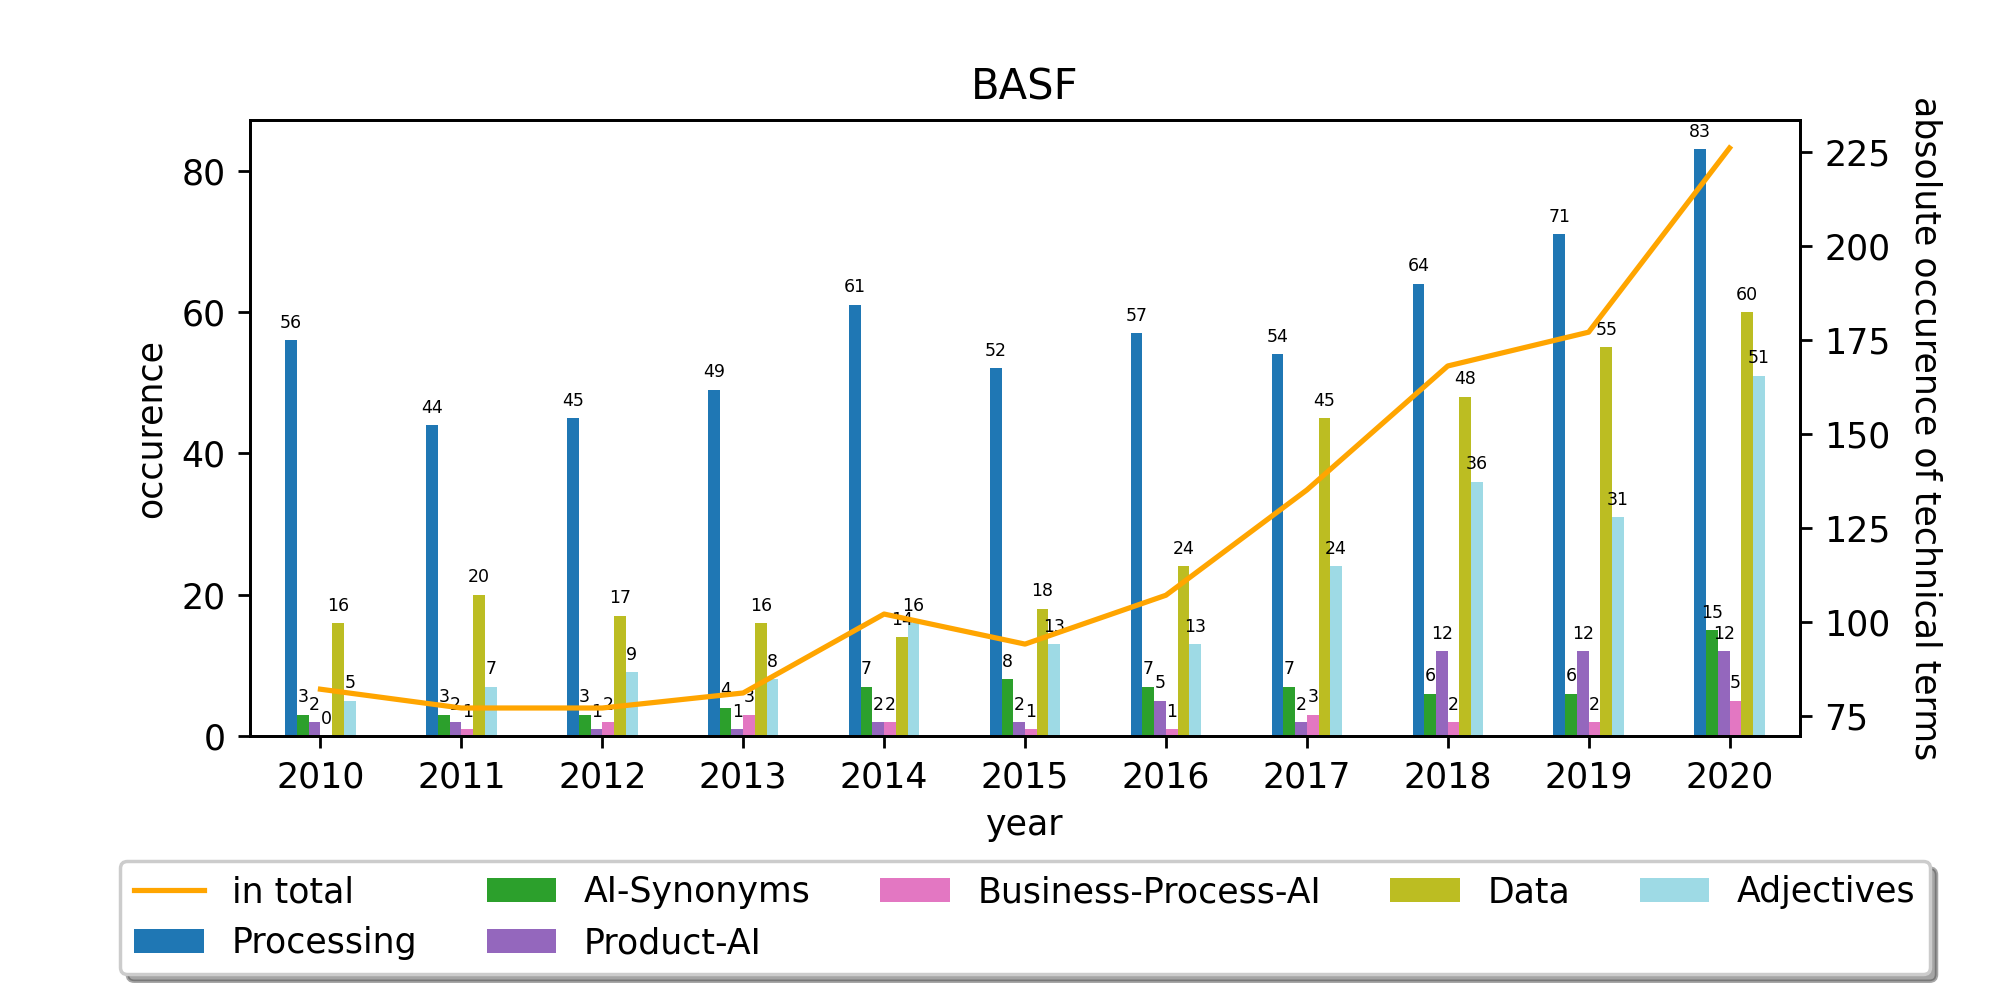 BASF
absolute occurence of technical terms
occurence
80
60
40
20
0
225
200
175
150
125
100
75
56 3 2 0 16 5
44 3 2 1 20 7
45 3 1 2 17 9
49 4 1 3 16 8
61 7 2 2 14 16
52 8 2 1 18 13
57 7 5 1 24 13
54 7 2 3 45 24
64 6 12 2 48 36
71 6 12 2 55 31
83 15 12 5 60 51
2010 2011 2012 2013 2014 2015 2016 2017 2018 2019 2020
year
in total AI-Synonyms Business-Process-AI Data Adjectives
Processing Product-AI